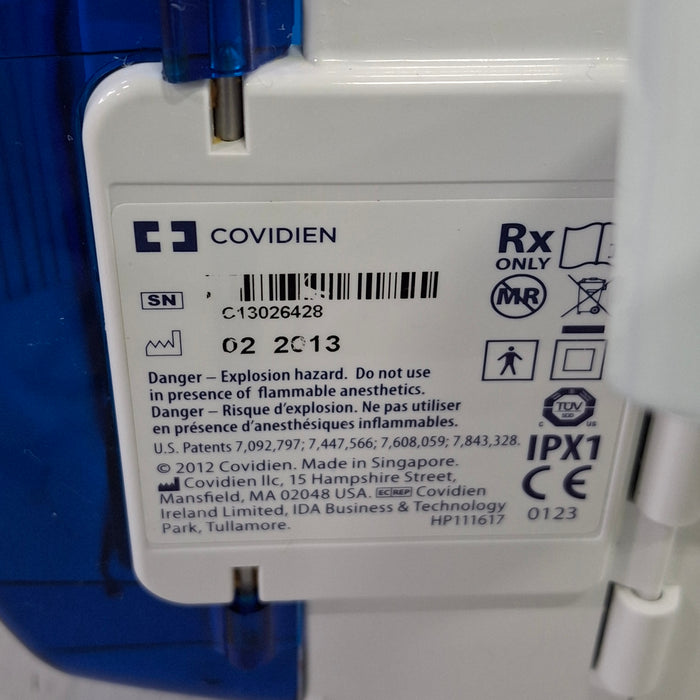 COVIDIEN
Rx
ONLY
SN
C13026428
MR
02 2013
Danger – Explosion hazard. Do not use
in presence of flammable anesthetics.
Danger – Risque d'explosion. Ne pas utiliser
en présence d'anesthésiques inflammables.
TÜV
C US
U.S. Patents 7,092,797; 7,447,566; 7,608,059; 7,843,328.
IPX1
© 2012 Covidien. Made in Singapore.
Covidien llc, 15 Hampshire Street,
Mansfield, MA 02048 USA. EC REP Covidien
Ireland Limited, IDA Business & Technology
Park, Tullamore.
HP111617
CE
0123